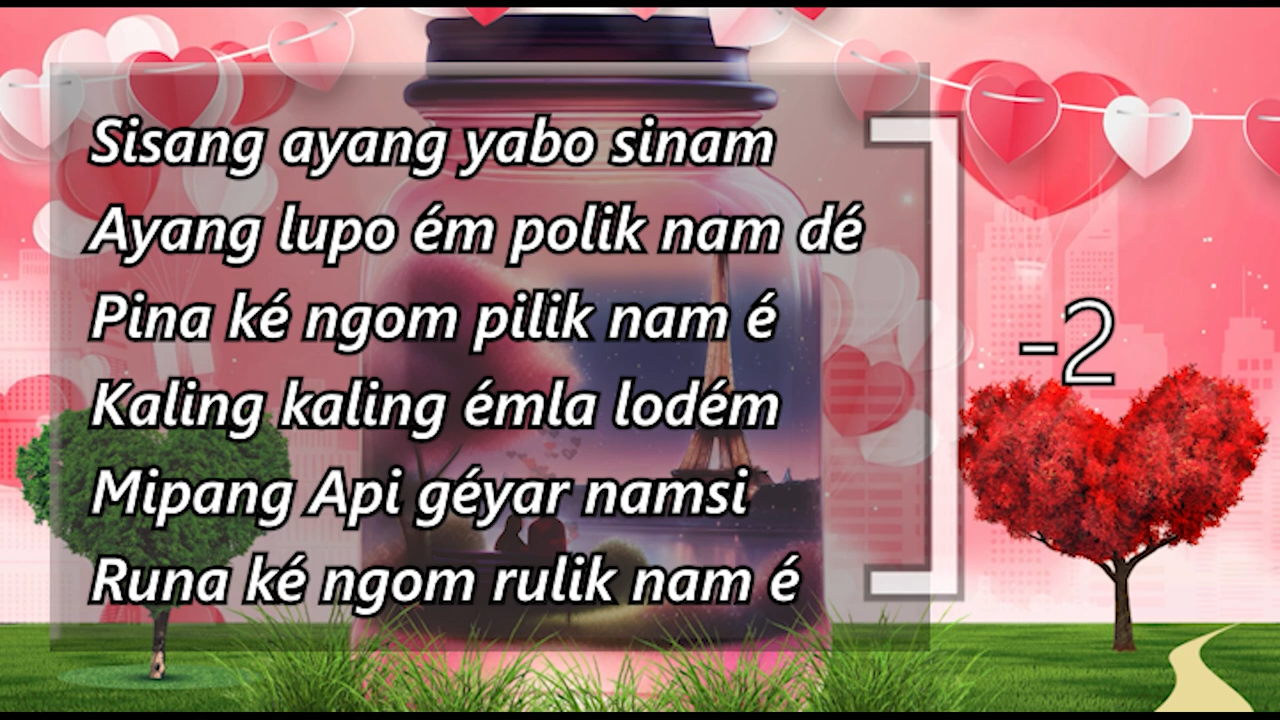 Sisang ayang yabo sinam
Ayang lupo ém polik nam dé
Pina ké ngom pilik nam é
Kaling kaling émla lodém
Mipang Api géyar namsi
Runa ké ngom rulik nam é
-2